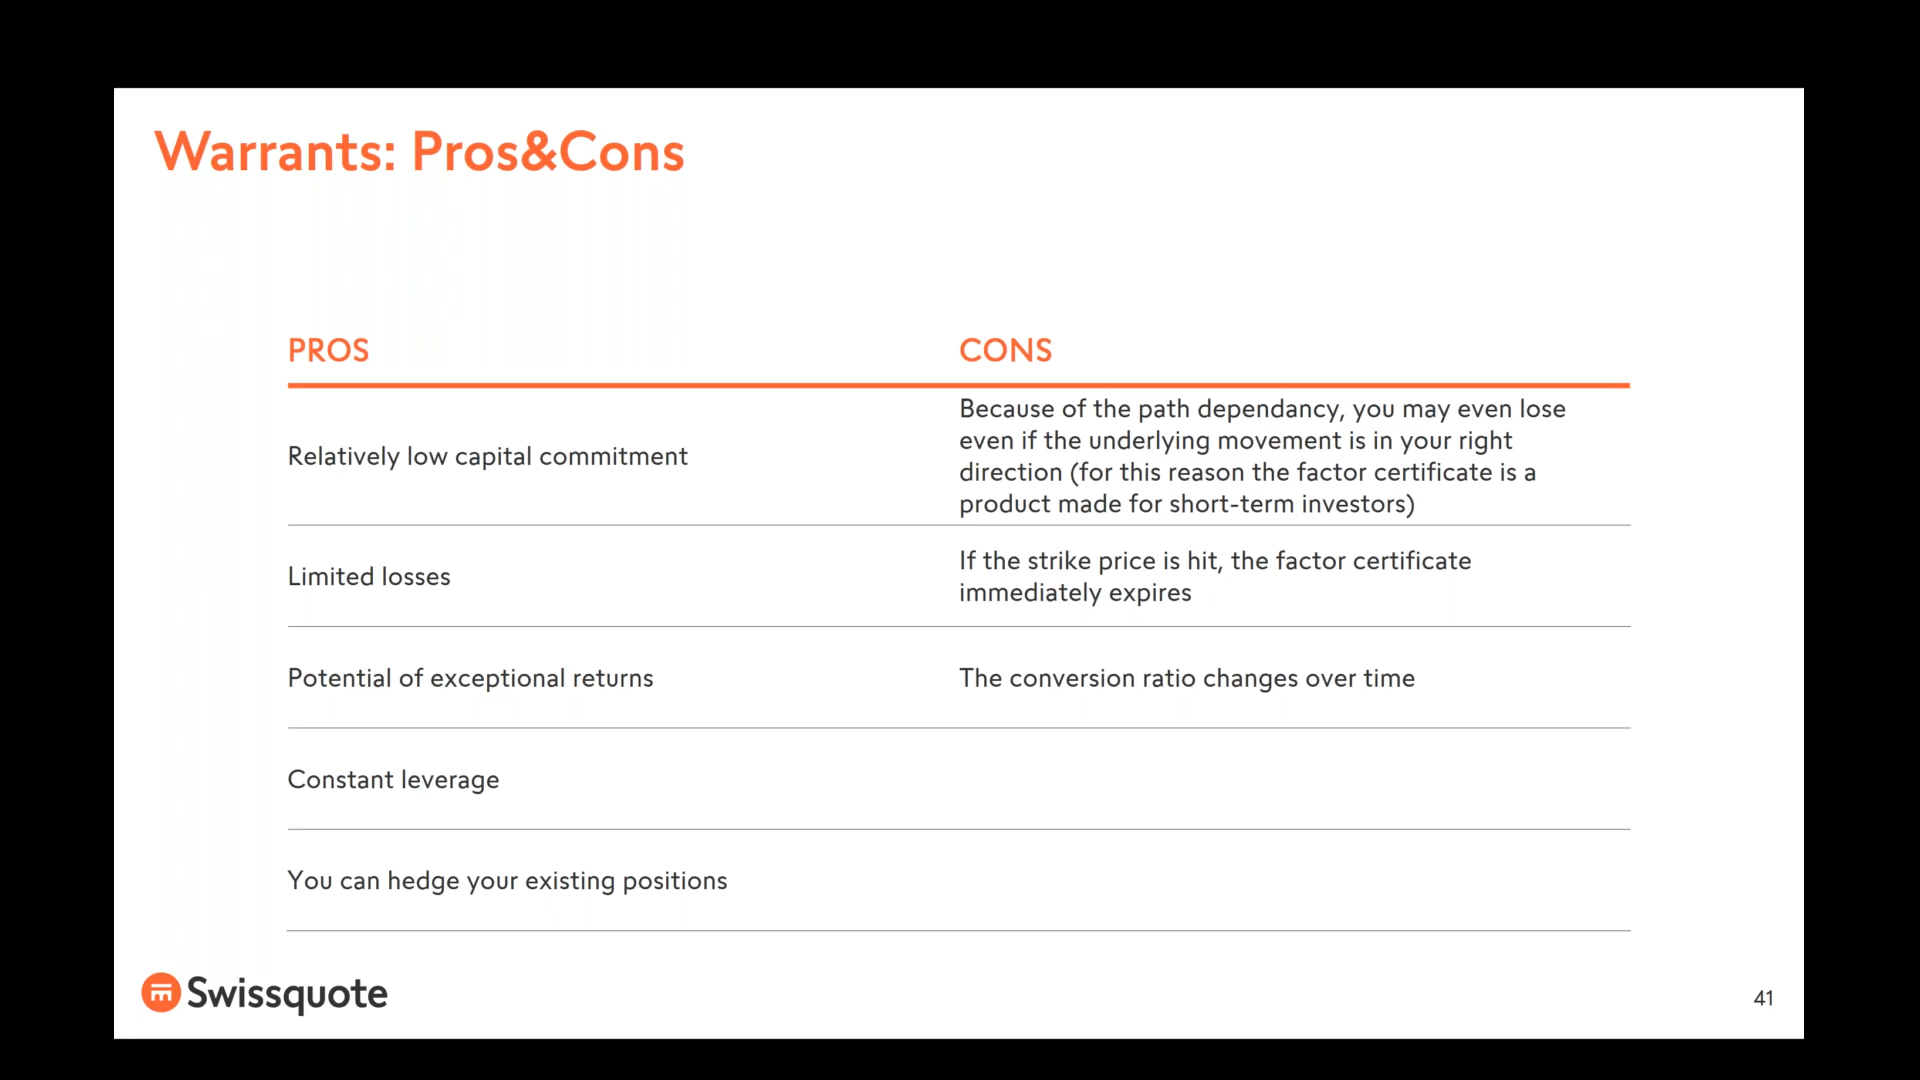 Warrants: Pros&Cons
PROS
CONS
Relatively low capital commitment
Because of the path dependancy, you may even lose
even if the underlying movement is in your right
direction (for this reason the factor certificate is a
product made for short-term investors)
Limited losses
If the strike price is hit, the factor certificate
immediately expires
Potential of exceptional returns
The conversion ratio changes over time
Constant leverage
You can hedge your existing positions
Swissquote
41